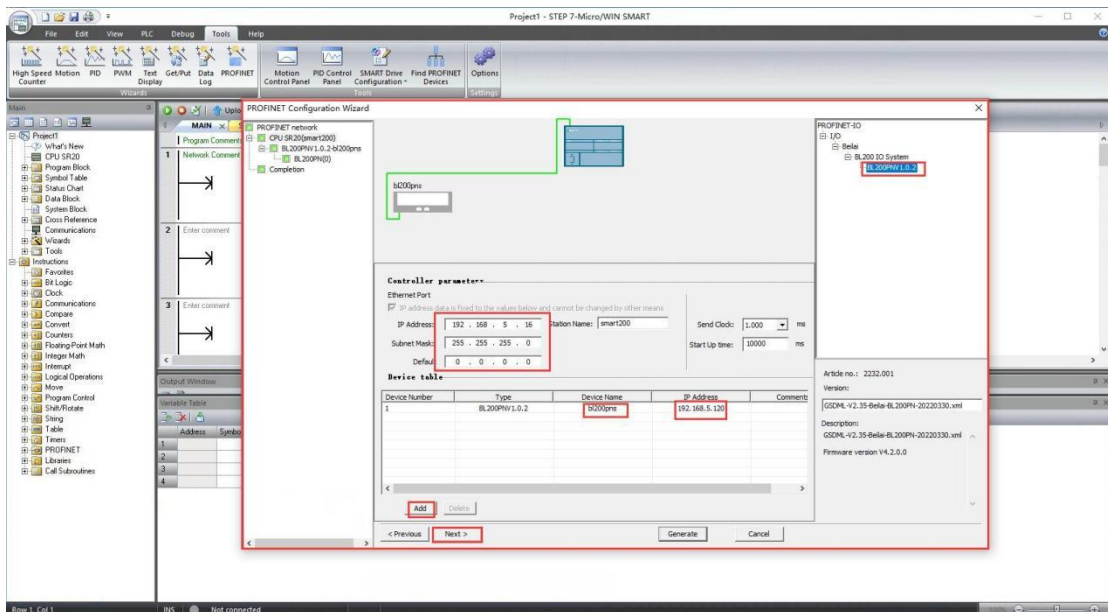 Project1 - STEP 7-Micro/WIN SMART
File Edit View PLC Debug Tools Help
High Speed Counter
Motion
PID
PWM
Text Display
Get/Put
Data Log
PROFINET
Motion Control Panel
PID Control Panel
SMART Drive Configuration
Find PROFINET Devices
Options
Wizards
Tools
Settings
Main
Project1
What's New
CPU SR20
Program Block
Symbol Table
Status Chart
Data Block
System Block
Cross Reference
Communications
Wizards
Tools
Instructions
Favorites
Bit Logic
Clock
Communications
Compare
Convert
Counters
Floating-Point Math
Integer Math
Interrupt
Logical Operations
Move
Program Control
Shift/Rotate
String
Table
Timers
PROFINET
Libraries
Call Subroutines
Uplo
MAIN
Program Comments
1 Network Comment
2 Enter comment
3 Enter comment
Output Window
Variable Table
Address Symbo
1
2
3
4
PROFINET Configuration Wizard
PROFINET network
CPU SR20(smart200)
BL200PNV1.0.2-bl200pns
BL200PN(0)
Completion
bl200pns
Controller parameters
Ethernet Port
IP address data is fixed to the values below and cannot be changed by other means
IP Address: 192 . 168 . 5 . 16 Station Name: smart200 Send Clock: 1.000 ms
Subnet Mask: 255 . 255 . 255 . 0 Start Up time: 10000 ms
Defaul 0 . 0 . 0 . 0
Device table
Device Number Type Device Name IP Address Comments
1 BL200PNV1.0.2 bl200pns 192.168.5.120
Add Delete
< Previous Next > Generate Cancel
PROFINET-IO
I/O
Beilai
BL200 IO System
BL200PNV1.0.2
Article no.: 2232.001
Version:
GSDML-V2.35-Beilai-BL200PN-20220330.xml
Description:
GSDML-V2.35-Beilai-BL200PN-20220330.xml
Firmware version V4.2.0.0
Row 1, Col 1 INS Not connected